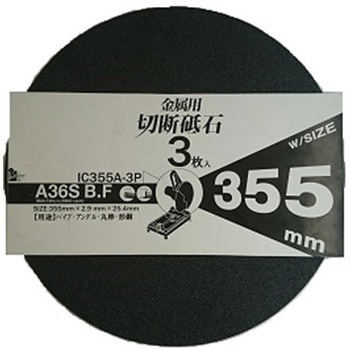 金属用
切断砥石
3枚入
W/SIZE
IC355A-3P
A36S B.F
355
mm
SIZE:355mm×2.9mm×25.4mm
【用途】パイプ・アングル・丸棒・形鋼